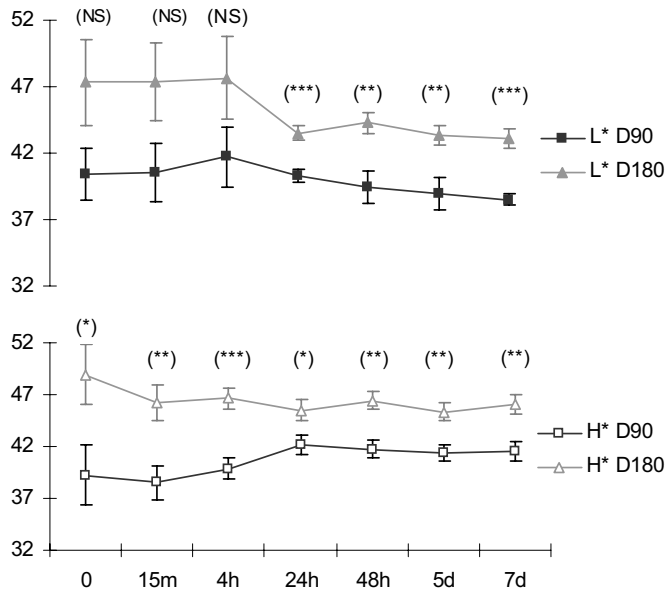 52 (NS) (NS) (NS)
47 (***) (**) (**) (***)
42
37
32
L* D90
L* D180
(*)
52 (**) (***) (*) (**) (**) (**)
47
42
37
32
H* D90
H* D180
0 15m 4h 24h 48h 5d 7d